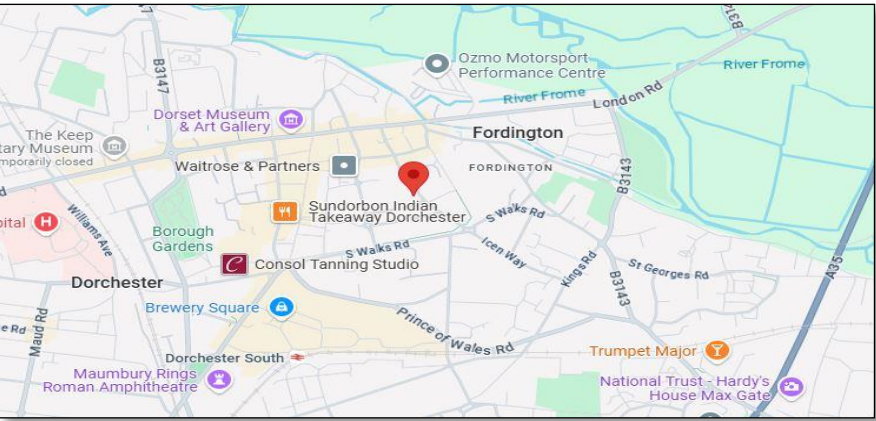 B3147
B3147
Ozmo Motorsport
Performance Centre
River Frome
River Frome
London Rd
Dorset Museum
& Art Gallery
Fordington
The Keep
tary Museum
mporarily closed
Waitrose & Partners
FORDINGTON
B3143
Sundorbon Indian
Takeaway Dorchester
S Walks Rd
Williams Ave
ital
H
Borough
Gardens
S Walks Rd
Icen Way
Kings Rd
St Georges Rd
A35
C
Consol Tanning Studio
Dorchester
B3143
Brewery Square
Maud Rd
e Rd
Prince of Wales Rd
Dorchester South
Trumpet Major
Maumbury Rings
Roman Amphitheatre
National Trust - Hardy's
House Max Gate